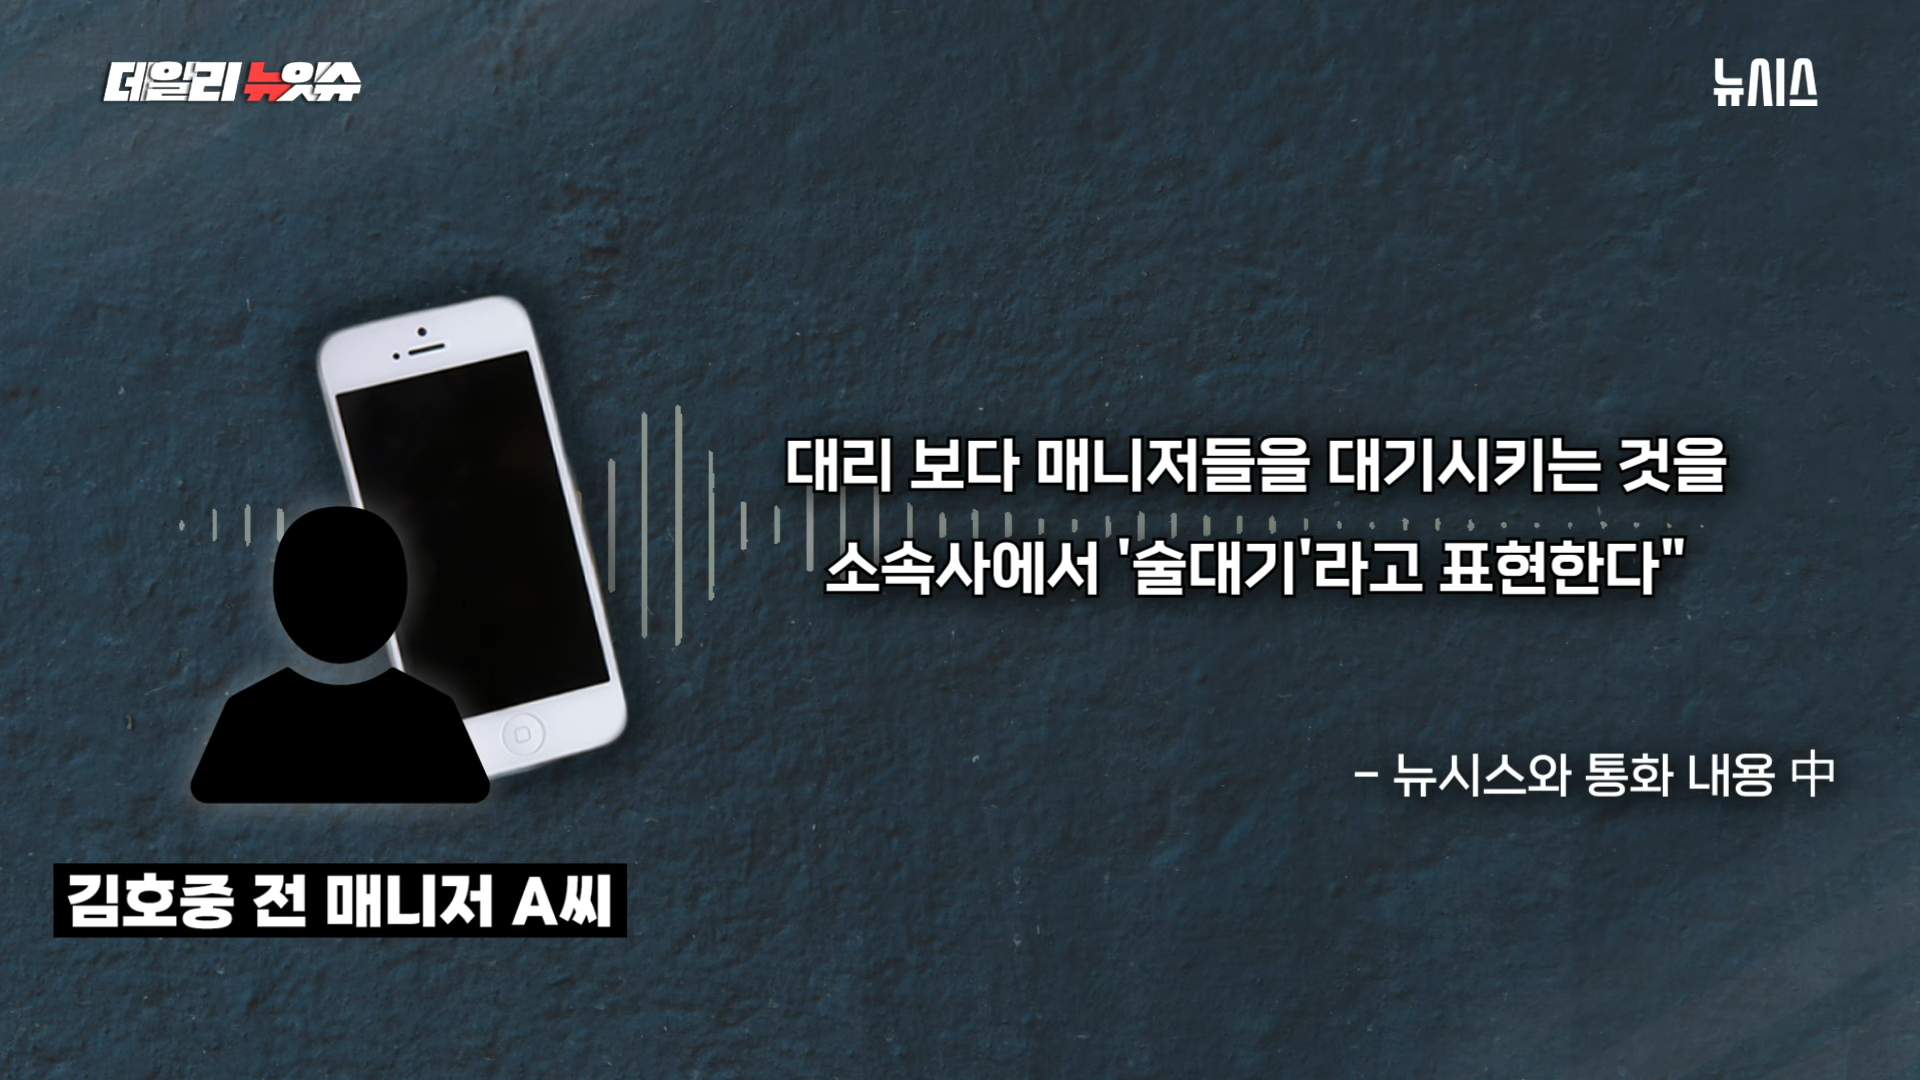 데일리 뉴잇슈
뉴시스
대리 보다 매니저들을 대기시키는 것을
소속사에서 '술대기'라고 표현한다"
- 뉴시스와 통화 내용 中
김호중 전 매니저 A씨